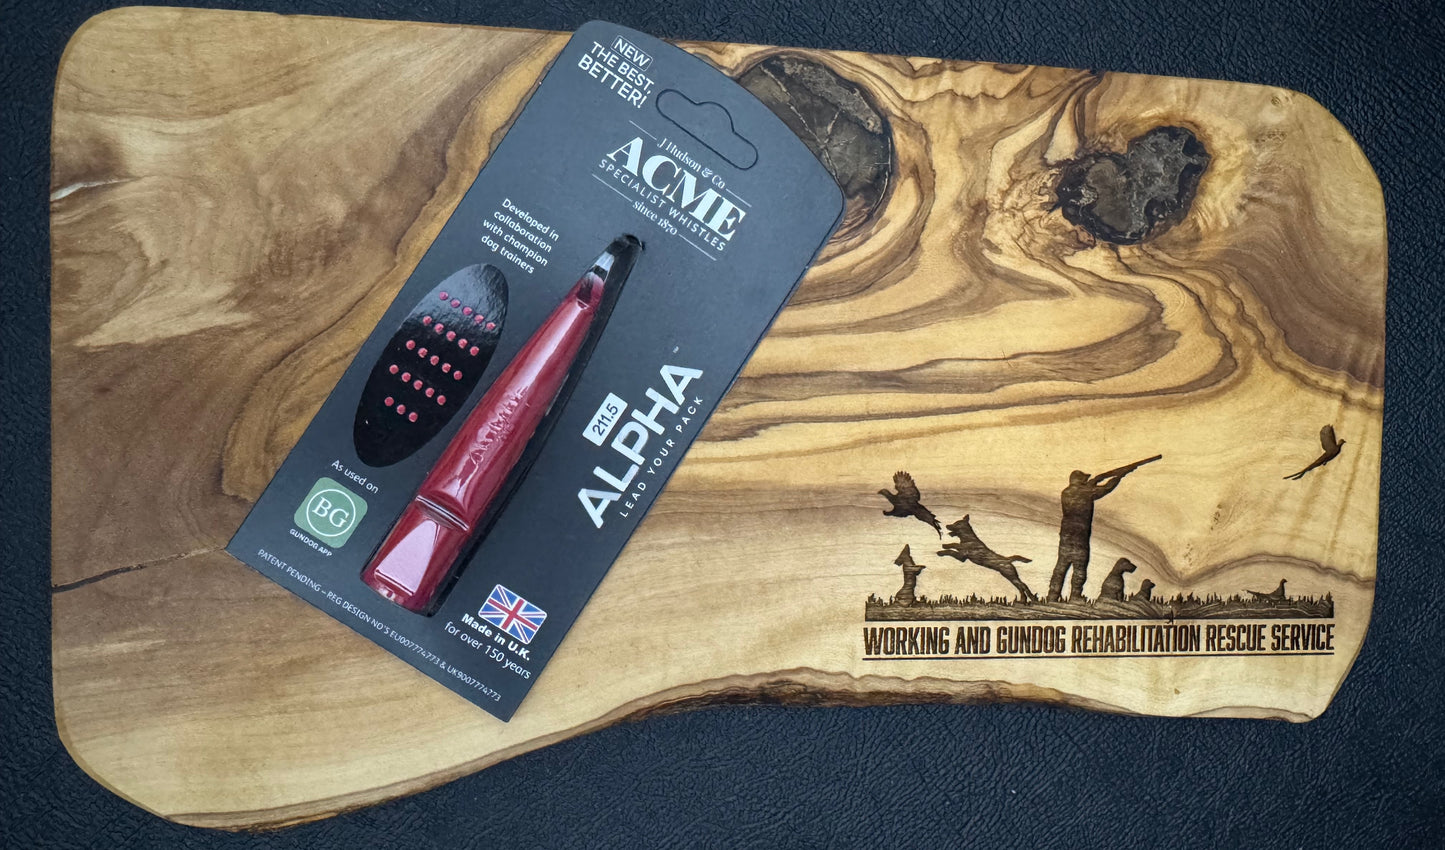 NEW
THE BEST,
BETTER!
J Hudson & Co
ACME
SPECIALIST WHISTLES
since 1870
Developed in
collaboration
with champion
dog trainers
211.5
ALPHA
LEAD YOUR PACK
As used on
BG
GUNDOG APP
Made in U.K.
for over 150 years
PATENT PENDING ~ REG DESIGN NO'S EU007774773 & UK9007774773
WORKING AND GUNDOG REHABILITATION RESCUE SERVICE